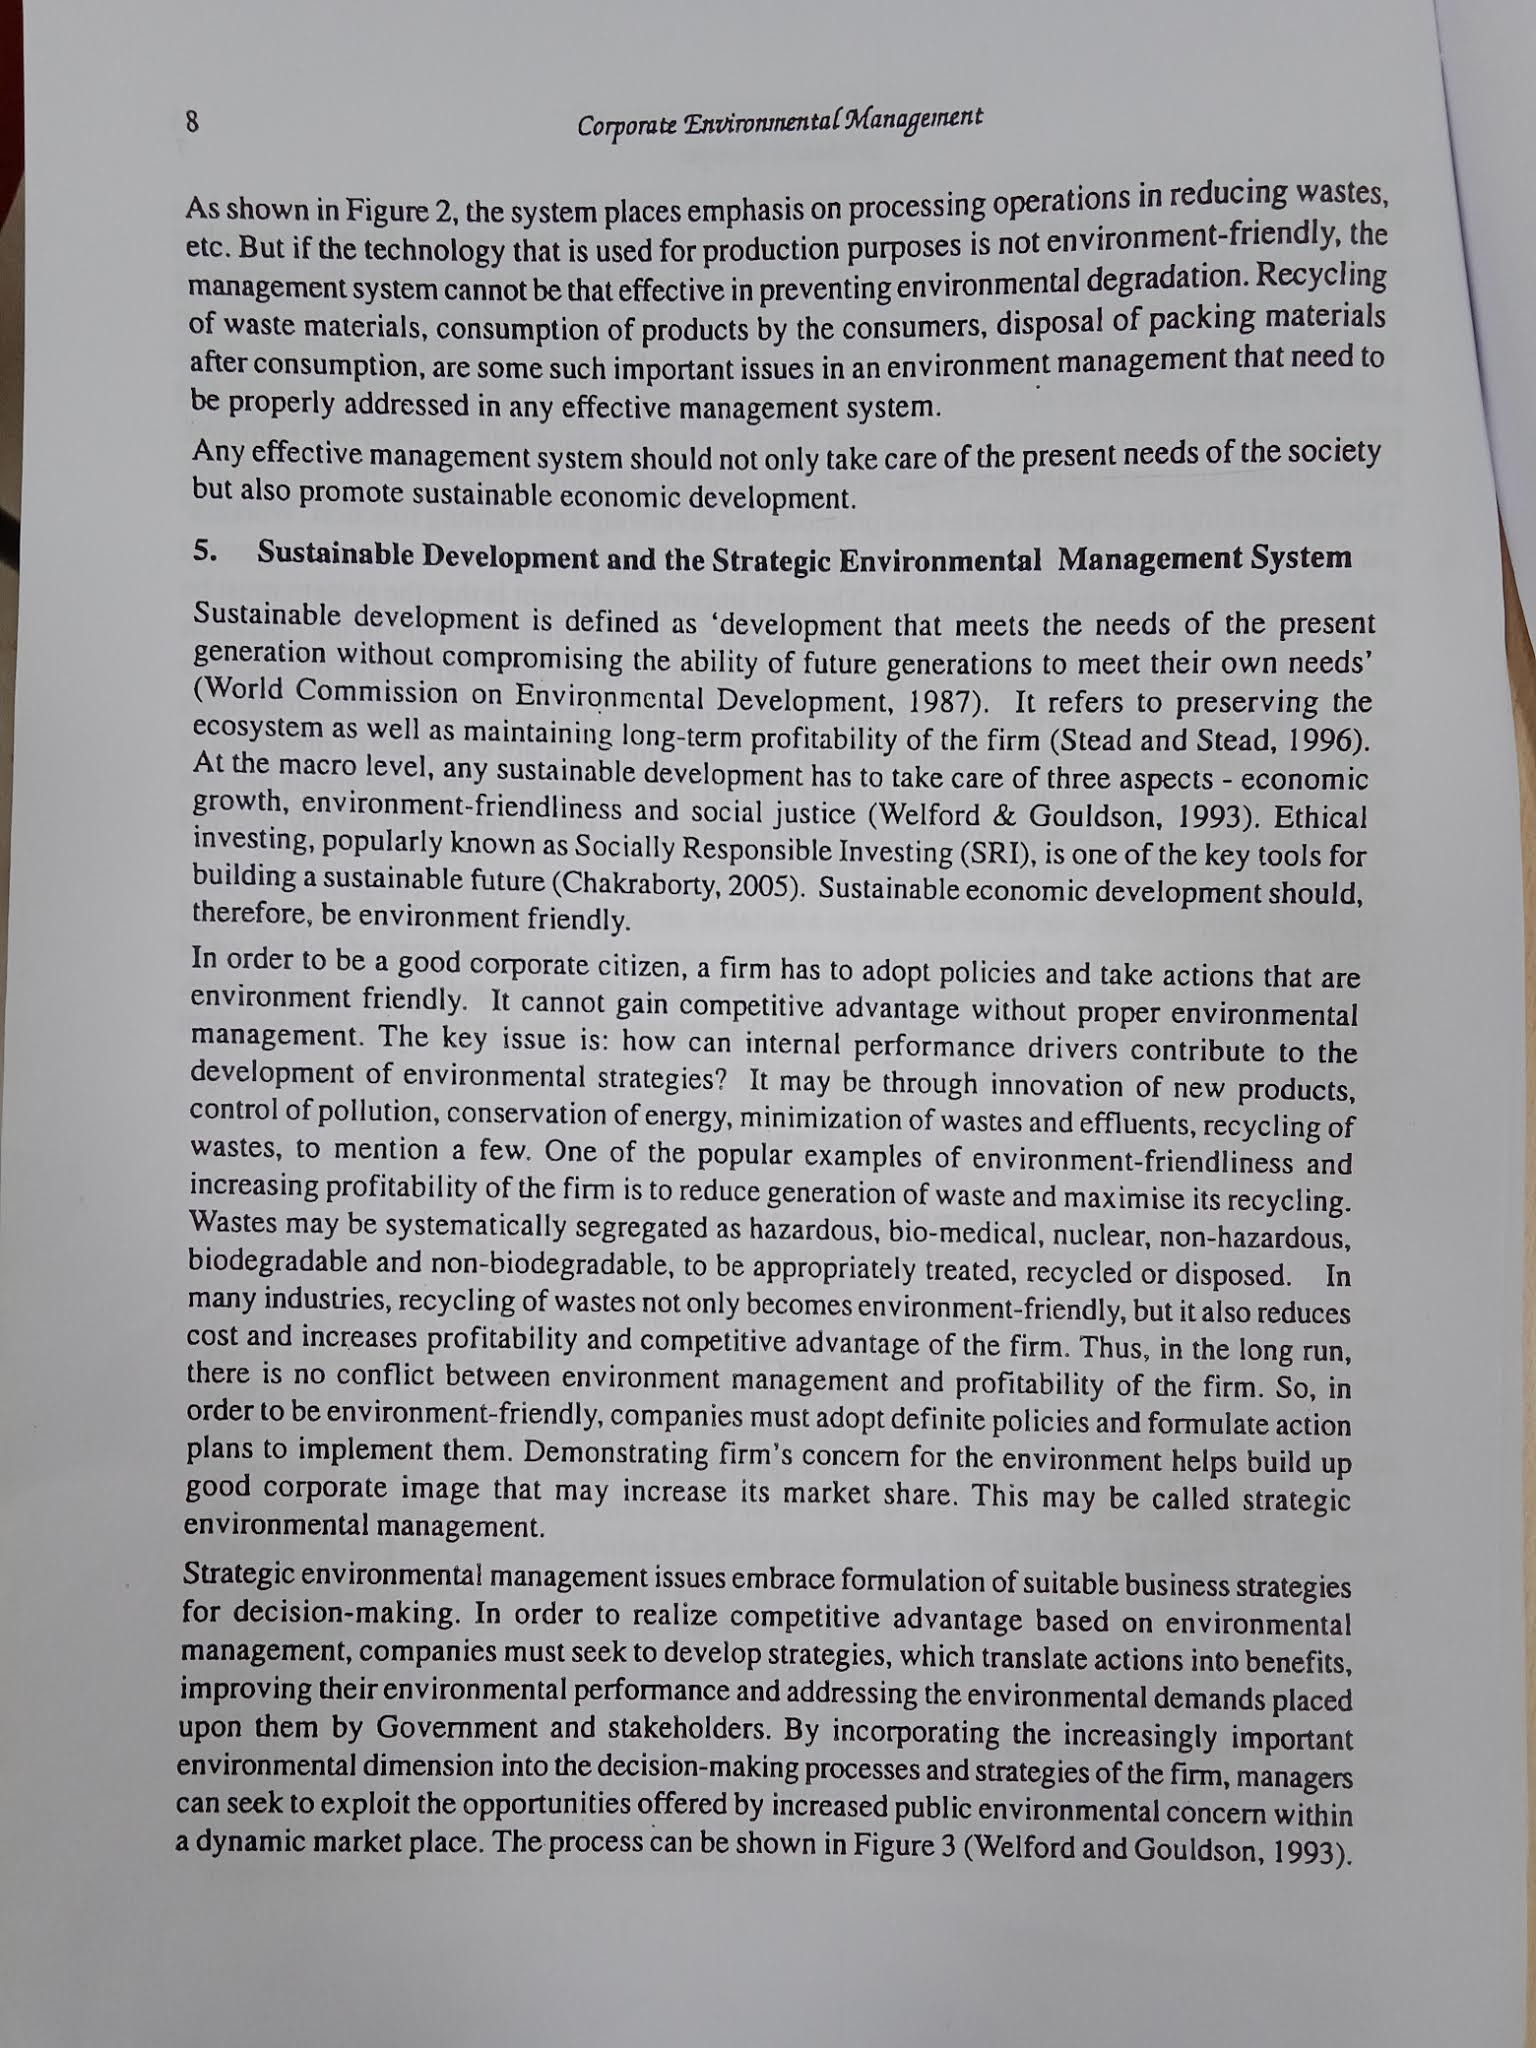 8
Corporate Environmental Management
As shown in Figure 2, the system places emphasis on processing operations in reducing wastes,
etc. But if the technology that is used for production purposes is not environment-friendly, the
management system cannot be that effective in preventing environmental degradation. Recycling
of waste materials, consumption of products by the consumers, disposal of packing materials
after consumption, are some such important issues in an environment management that need to
be properly addressed in any effective management system.
Any effective management system should not only take care of the present needs of the society
but also promote sustainable economic development.
5. Sustainable Development and the Strategic Environmental Management System
Sustainable development is defined as ‘development that meets the needs of the present
generation without compromising the ability of future generations to meet their own needs’
(World Commission on Environmental Development, 1987). It refers to preserving the
ecosystem as well as maintaining long-term profitability of the firm (Stead and Stead, 1996).
At the macro level, any sustainable development has to take care of three aspects - economic
growth, environment-friendliness and social justice (Welford & Gouldson, 1993). Ethical
investing, popularly known as Socially Responsible Investing (SRI), is one of the key tools for
building a sustainable future (Chakraborty, 2005). Sustainable economic development should,
therefore, be environment friendly.
In order to be a good corporate citizen, a firm has to adopt policies and take actions that are
environment friendly. It cannot gain competitive advantage without proper environmental
management. The key issue is: how can internal performance drivers contribute to the
development of environmental strategies? It may be through innovation of new products,
control of pollution, conservation of energy, minimization of wastes and effluents, recycling of
wastes, to mention a few. One of the popular examples of environment-friendliness and
increasing profitability of the firm is to reduce generation of waste and maximise its recycling.
Wastes may be systematically segregated as hazardous, bio-medical, nuclear, non-hazardous,
biodegradable and non-biodegradable, to be appropriately treated, recycled or disposed. In
many industries, recycling of wastes not only becomes environment-friendly, but it also reduces
cost and increases profitability and competitive advantage of the firm. Thus, in the long run,
there is no conflict between environment management and profitability of the firm. So, in
order to be environment-friendly, companies must adopt definite policies and formulate action
plans to implement them. Demonstrating firm's concern for the environment helps build up
good corporate image that may increase its market share. This may be called strategic
environmental management.
Strategic environmental management issues embrace formulation of suitable business strategies
for decision-making. In order to realize competitive advantage based on environmental
management, companies must seek to develop strategies, which translate actions into benefits,
improving their environmental performance and addressing the environmental demands placed
upon them by Government and stakeholders. By incorporating the increasingly important
environmental dimension into the decision-making processes and strategies of the firm, managers
can seek to exploit the opportunities offered by increased public environmental concern within
a dynamic market place. The process can be shown in Figure 3 (Welford and Gouldson, 1993).